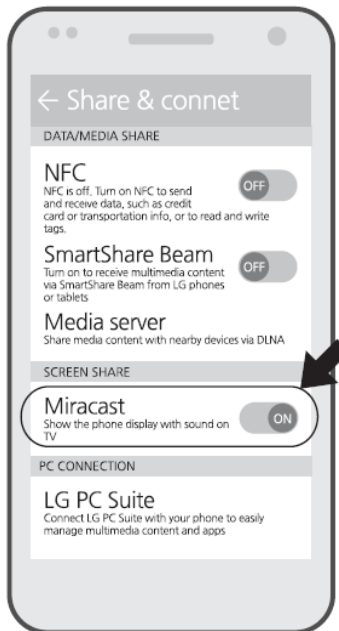 ← Share & connet
DATA/MEDIA SHARE
NFC
NFC is off. Turn on NFC to send
and receive data, such as credit
card or transportation info, or to read and write
tags.
OFF
SmartShare Beam
Turn on to receive multimedia content
via SmartShare Beam from LG phones
or tablets
OFF
Media server
Share media content with nearby devices via DLNA
SCREEN SHARE
Miracast
Show the phone display with sound on
TV
ON
PC CONNECTION
LG PC Suite
Connect LG PC Suite with your phone to easily
manage multimedia content and apps